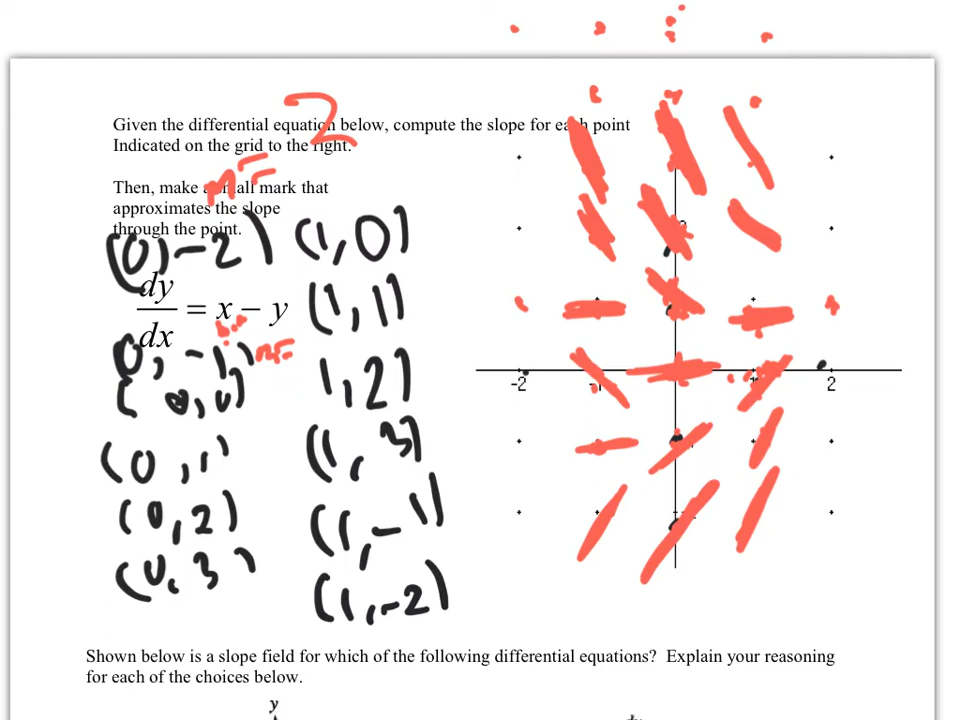 Given the differential equation below, compute the slope for each point
Indicated on the grid to the right.
2
Then, make a small mark that
approximates the slope
through the point.
m=
(0,-2) (1,0)
dy/dx = x - y
(1,1)
0,-1) m=
(0,0) 1,2)
(0,1) (1,3)
(0,2) (1,-1)
(0,3) (1,-2)
-2 -1 2
Shown below is a slope field for which of the following differential equations? Explain your reasoning
for each of the choices below.
y